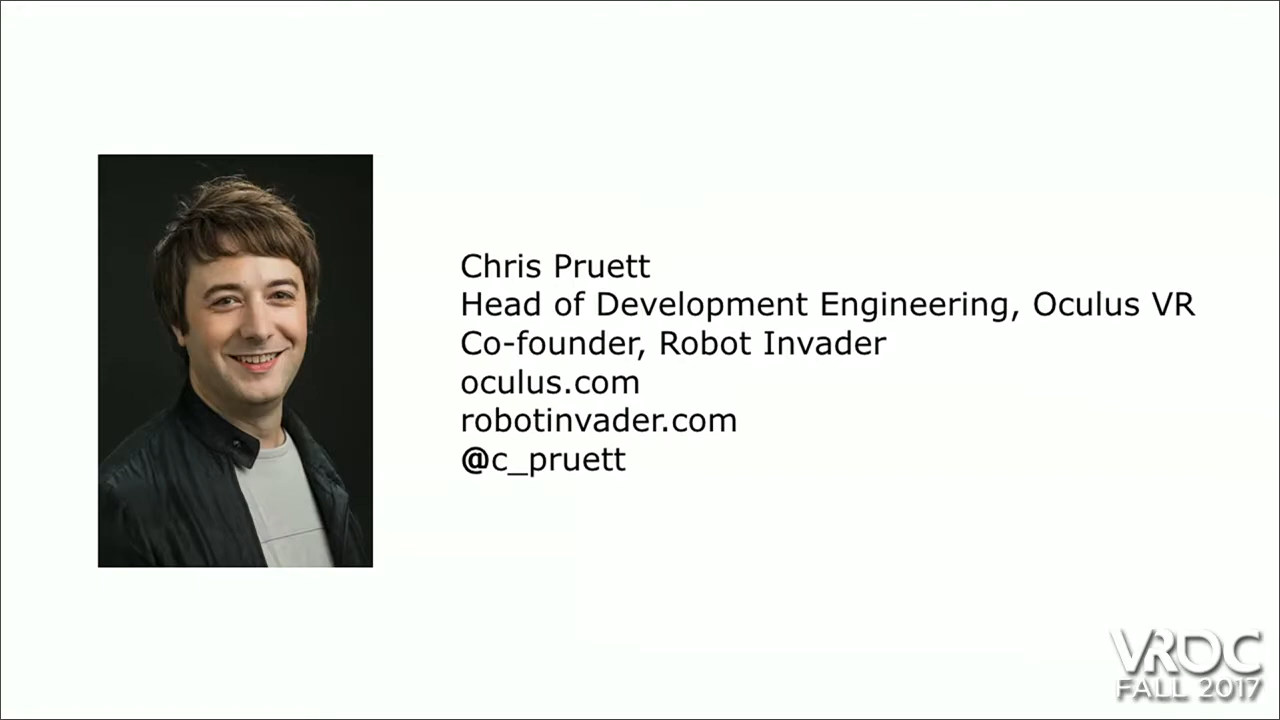 Chris Pruett
Head of Development Engineering, Oculus VR
Co-founder, Robot Invader
oculus.com
robotinvader.com
@c_pruett
VRDC
FALL 2017